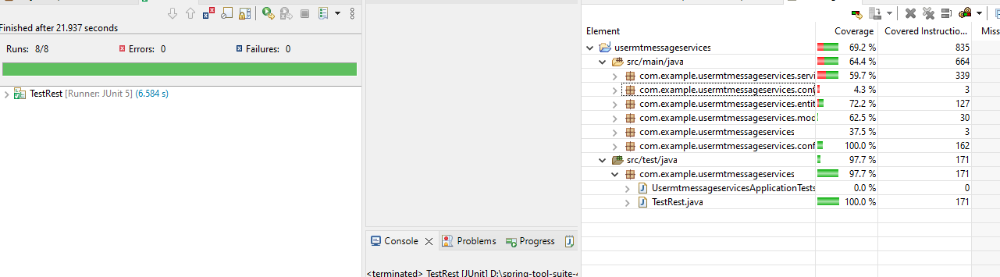 Finished after 21.937 seconds
Runs: 8/8 Errors: 0 Failures: 0
TestRest [Runner: JUnit 5] (6.584 s)
Console Problems Progress
<terminated> TestRest [JUnit] D:\spring-tool-suite-4
Element Coverage Covered Instructio... Miss
usermtmessageservices 69.2 % 835
src/main/java 64.4 % 664
com.example.usermtmessageservices.servi 59.7 % 339
com.example.usermtmessageservices.cont 4.3 % 3
com.example.usermtmessageservices.entit 72.2 % 127
com.example.usermtmessageservices.mod 62.5 % 30
com.example.usermtmessageservices 37.5 % 3
com.example.usermtmessageservices.conf 100.0 % 162
src/test/java 97.7 % 171
com.example.usermtmessageservices 97.7 % 171
UsermtmessageservicesApplicationTests 0.0 % 0
TestRest.java 100.0 % 171